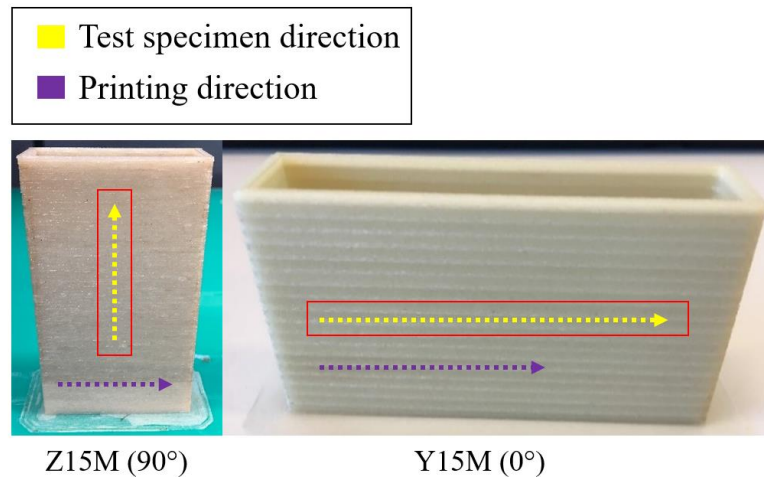 Test specimen direction
Printing direction
Z15M (90°)
Y15M (0°)